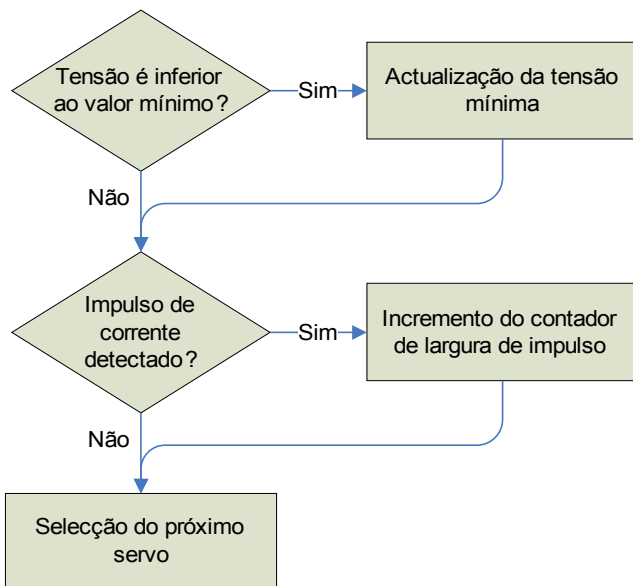 Tensão é inferior
ao valor mínimo?
Sim
Actualização da tensão
mínima
Não
Impulso de
corrente
detectado?
Sim
Incremento do contador
de largura de impulso
Não
Selecção do próximo
servo